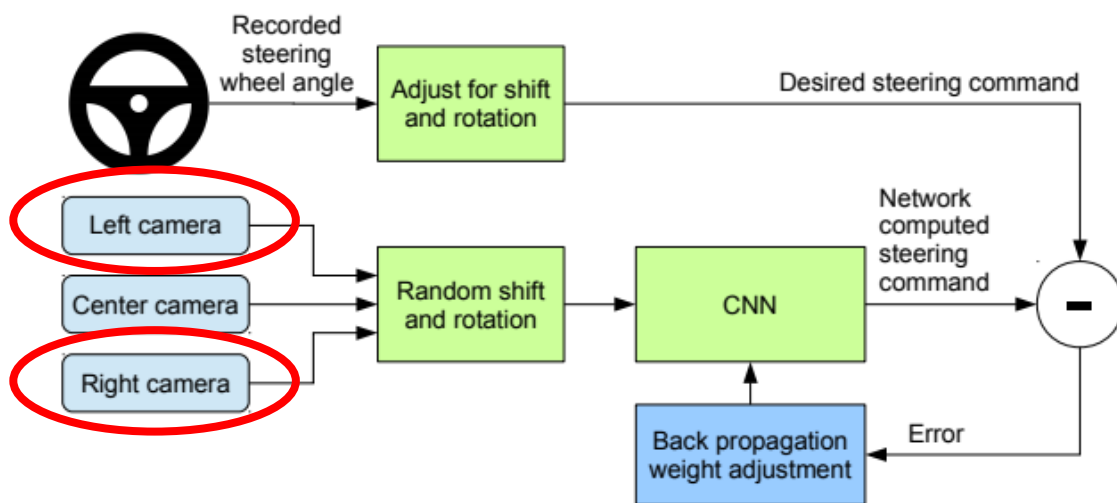 Recorded
steering
wheel angle
Adjust for shift
and rotation
Desired steering command
Left camera
Center camera
Right camera
Random shift
and rotation
CNN
Network
computed
steering
command
-
Back propagation
weight adjustment
Error